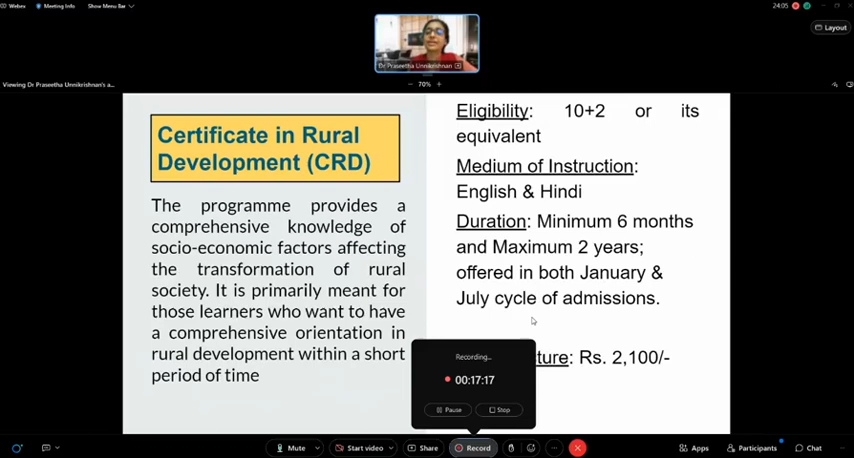 Webex
Meeting Info
Show Menu Bar
24:05
Dr Praseetha Unnikrishnan
Layout
Viewing Dr Praseetha Unnikrishnan's a...
70%
Certificate in Rural
Development (CRD)
The programme provides a
comprehensive knowledge of
socio-economic factors affecting
the transformation of rural
society. It is primarily meant for
those learners who want to have
a comprehensive orientation in
rural development within a short
period of time
Eligibility: 10+2 or its
equivalent
Medium of Instruction:
English & Hindi
Duration: Minimum 6 months
and Maximum 2 years;
offered in both January &
July cycle of admissions.
: Rs. 2,100/-
Recording...
00:17:17
Pause
Stop
Mute
Start video
Share
Record
Apps
Participants
Chat